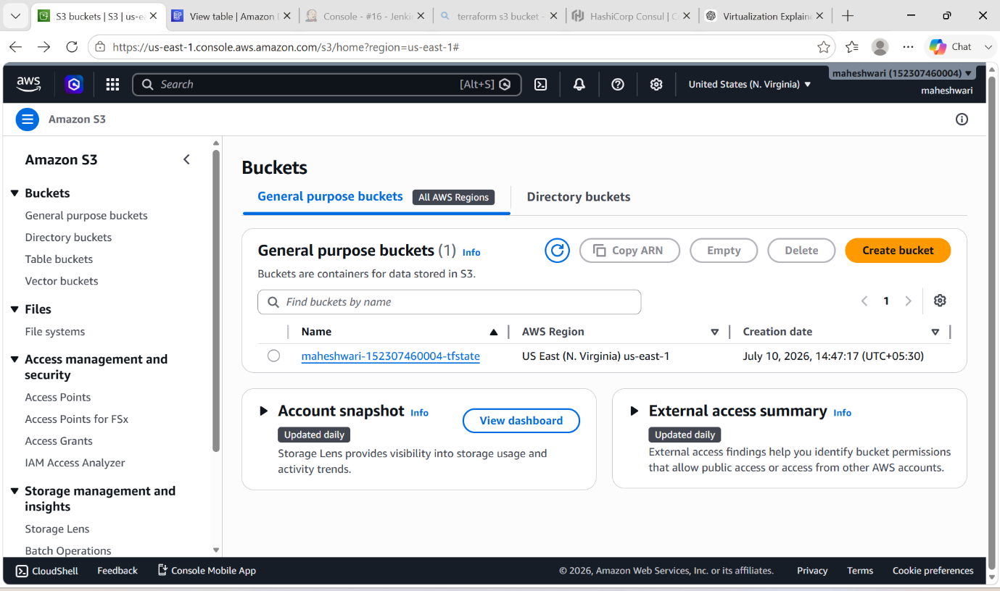 S3 buckets | S3 | us-ea
View table | Amazon D
Console - #16 - Jenkin
terraform s3 bucket -
HashiCorp Consul | C
Virtualization Explain
https://us-east-1.console.aws.amazon.com/s3/home?region=us-east-1#
Chat
aws
Search
[Alt+S]
United States (N. Virginia) ▼
maheshwari (152307460004) ▼
maheshwari
Amazon S3
Amazon S3
Buckets
General purpose buckets
Directory buckets
Table buckets
Vector buckets
Files
File systems
Access management and
security
Access Points
Access Points for FSx
Access Grants
IAM Access Analyzer
Storage management and
insights
Storage Lens
Batch Operations
Buckets
General purpose buckets All AWS Regions
Directory buckets
General purpose buckets (1) Info
Copy ARN
Empty
Delete
Create bucket
Buckets are containers for data stored in S3.
Find buckets by name
1
Name
AWS Region
Creation date
maheshwari-152307460004-tfstate
US East (N. Virginia) us-east-1
July 10, 2026, 14:47:17 (UTC+05:30)
Account snapshot Info
Updated daily
View dashboard
Storage Lens provides visibility into storage usage and
activity trends.
External access summary Info
Updated daily
External access findings help you identify bucket permissions
that allow public access or access from other AWS accounts.
CloudShell
Feedback
Console Mobile App
© 2026, Amazon Web Services, Inc. or its affiliates.
Privacy
Terms
Cookie preferences